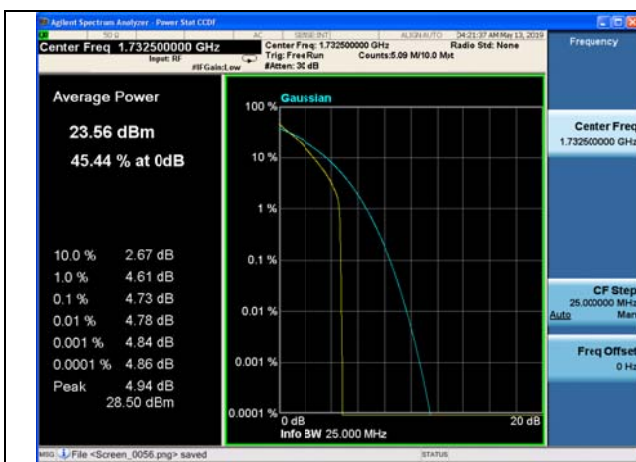 Agilent Spectrum Analyzer - Power Stat CCDF
50 Ω AC SENSE:INT ALIGN AUTO 04:21:37 AM May 13, 2019
Center Freq 1.732500000 GHz
Input: RF
#IFGain:Low
Center Freq: 1.732500000 GHz
Trig: Free Run
Counts:5.09 M/10.0 Mpt
#Atten: 36 dB
Radio Std: None
Frequency
Average Power
23.56 dBm
45.44 % at 0dB
10.0 % 2.67 dB
1.0 % 4.61 dB
0.1 % 4.73 dB
0.01 % 4.78 dB
0.001 % 4.84 dB
0.0001 % 4.86 dB
Peak 4.94 dB
28.50 dBm
Gaussian
100 %
10 %
1 %
0.1 %
0.01 %
0.001 %
0.0001 %
0 dB
20 dB
Info BW 25.000 MHz
Center Freq
1.732500000 GHz
CF Step
25.000000 MHz
Auto Man
Freq Offset
0 Hz
MSG File <Screen_0056.png> saved
STATUS